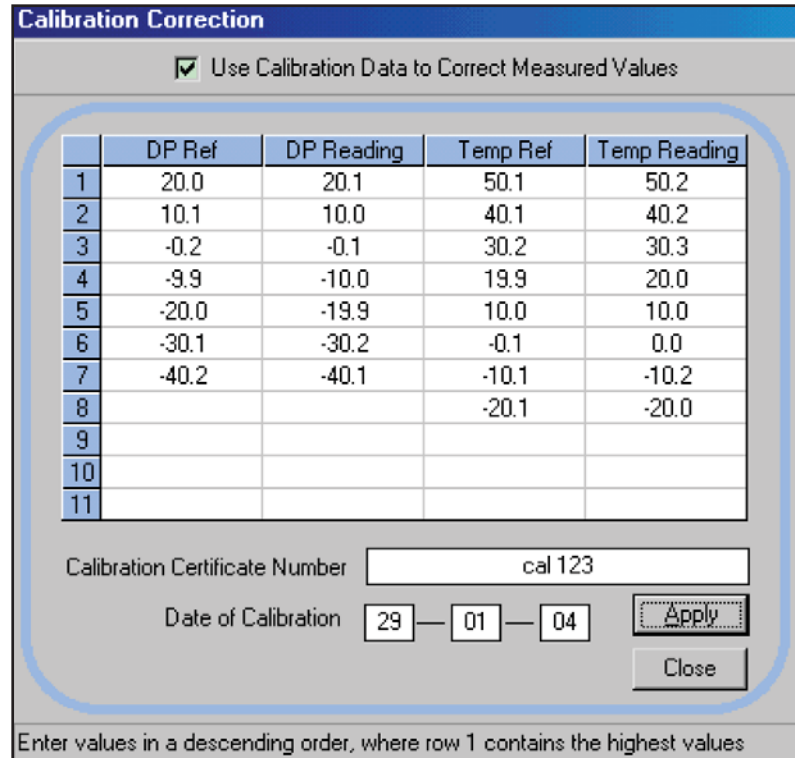 Calibration Correction
Use Calibration Data to Correct Measured Values
DP Ref DP Reading Temp Ref Temp Reading
1 20.0 20.1 50.1 50.2
2 10.1 10.0 40.1 40.2
3 -0.2 -0.1 30.2 30.3
4 -9.9 -10.0 19.9 20.0
5 -20.0 -19.9 10.0 10.0
6 -30.1 -30.2 -0.1 0.0
7 -40.2 -40.1 -10.1 -10.2
8 -20.1 -20.0
9
10
11
Calibration Certificate Number cal 123
Date of Calibration 29 — 01 — 04 Apply
Close
Enter values in a descending order, where row 1 contains the highest values